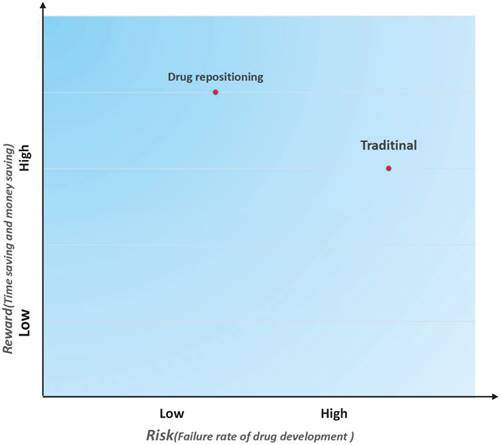 Drug repositioning
Traditinal
High
Low
Reward(Time saving and money saving)
Low
High
Risk(Failure rate of drug development )